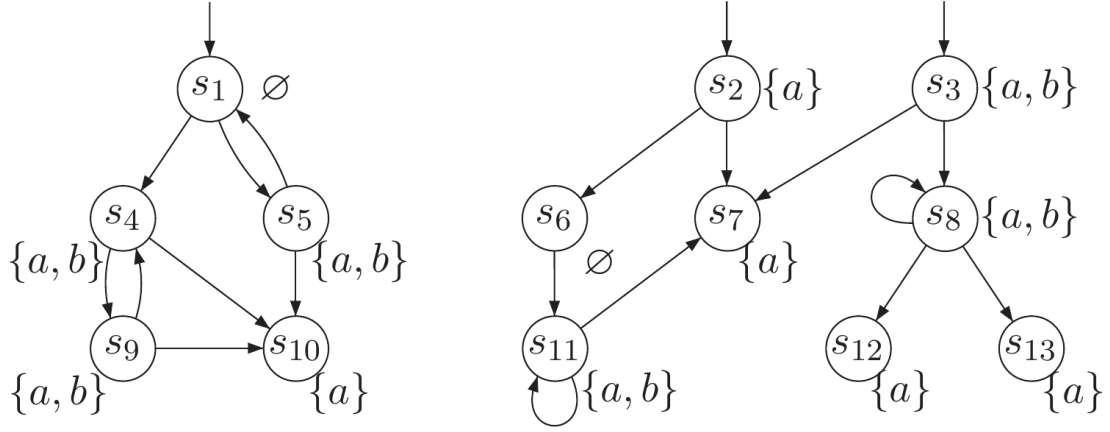 s1 ∅ s2 {a} s3 {a, b}
s4 s5 s6 s7 s8 {a, b}
{a, b} {a, b} ∅ {a}
s9 s10 s11 s12 s13
{a, b} {a} {a, b} {a} {a}